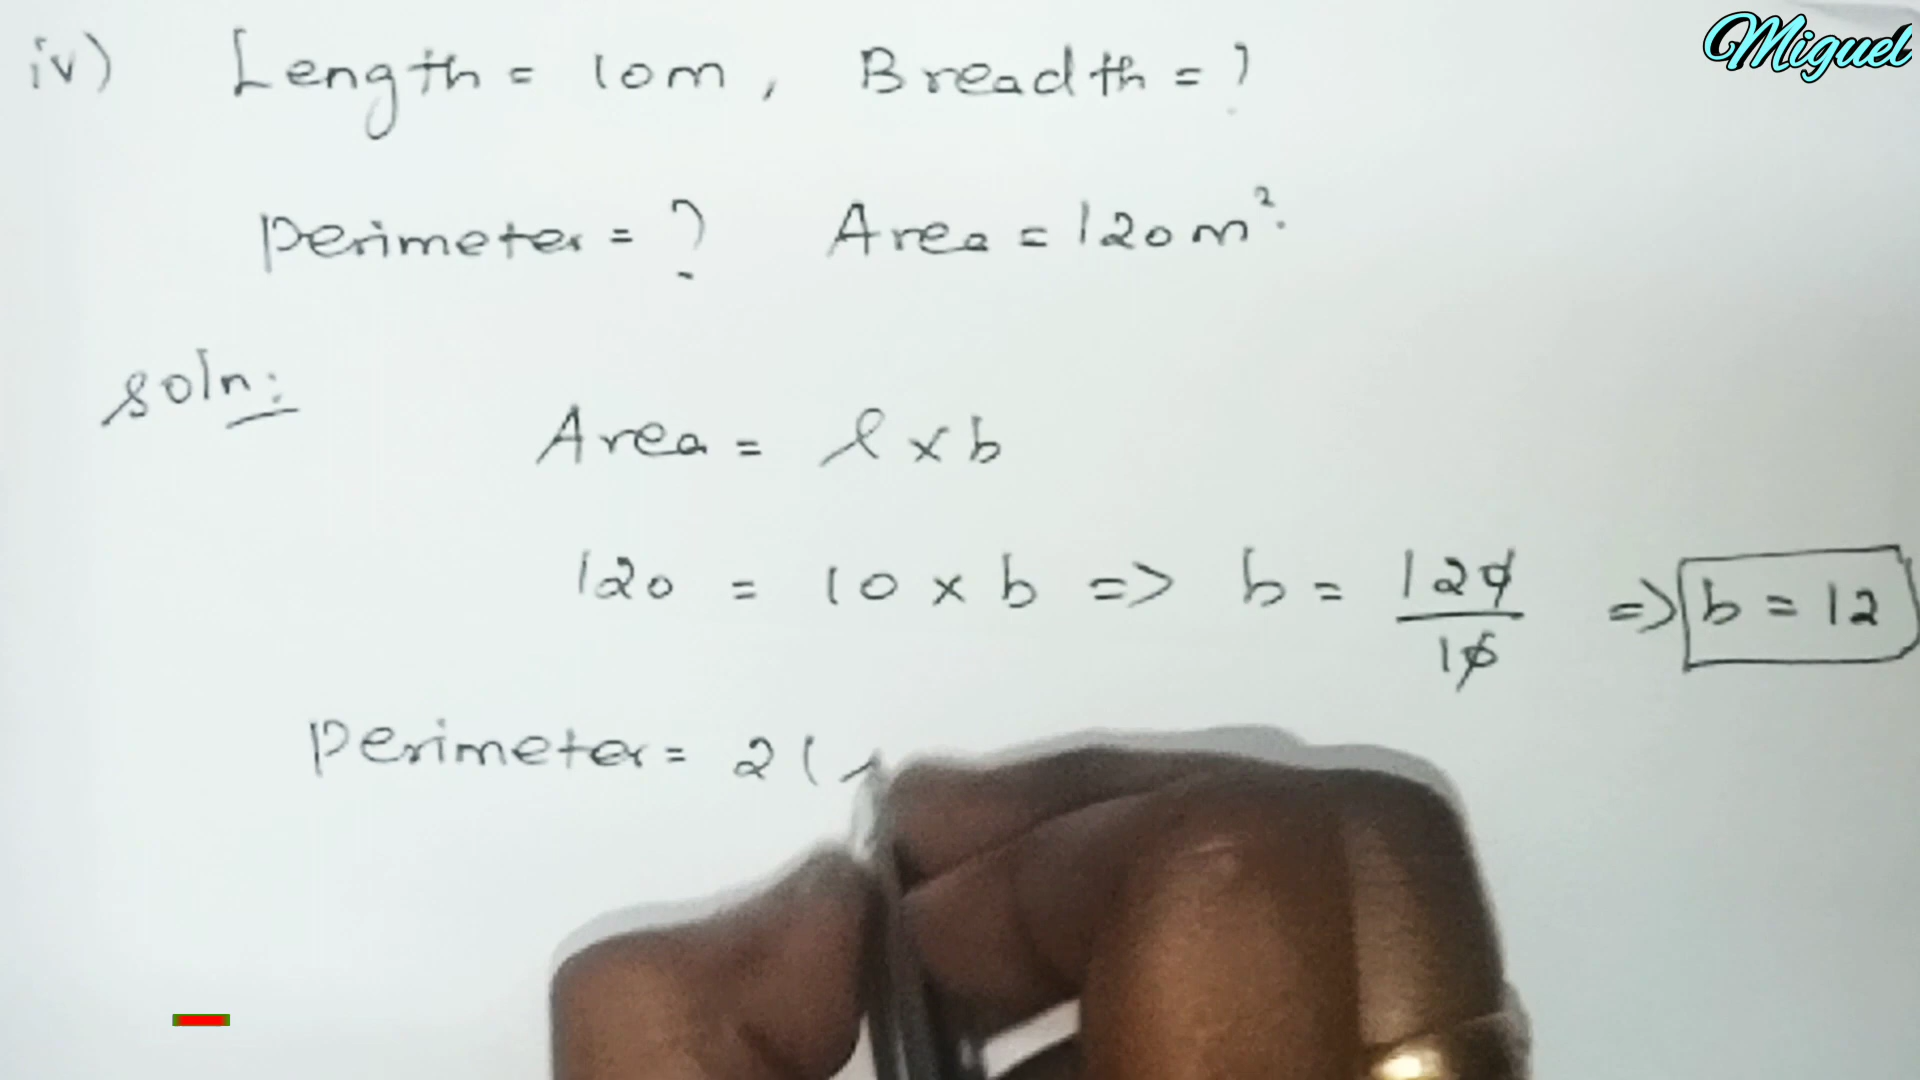 Miguel
iv) Length = 10m, Breadth = ?
Perimeter = ? Area = 120m².
Soln:
Area = l × b
120 = 10 × b => b = 120/10 => b = 12
Perimeter = 2(